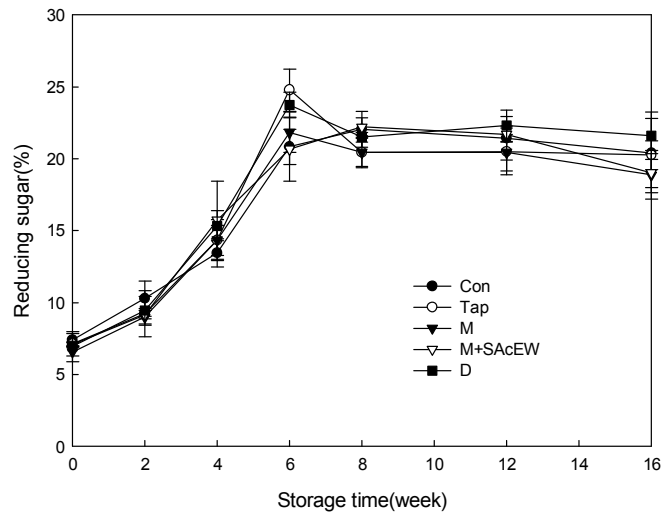 30
25
20
15
10
5
0
Reducing sugar(%)
Con
Tap
M
M+SAcEW
D
0 2 4 6 8 10 12 14 16
Storage time(week)